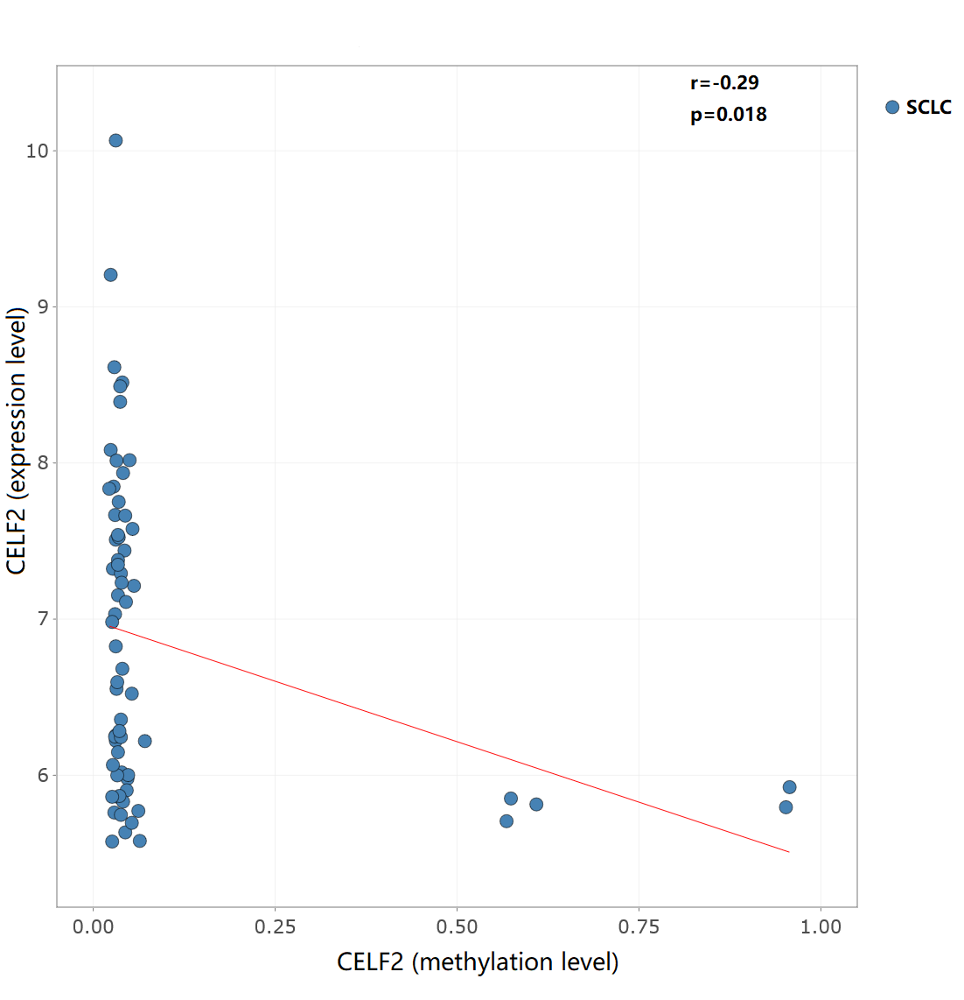 r=-0.29
p=0.018
SCLC
CELF2 (expression level)
10
9
8
7
6
0.00
0.25
0.50
0.75
1.00
CELF2 (methylation level)